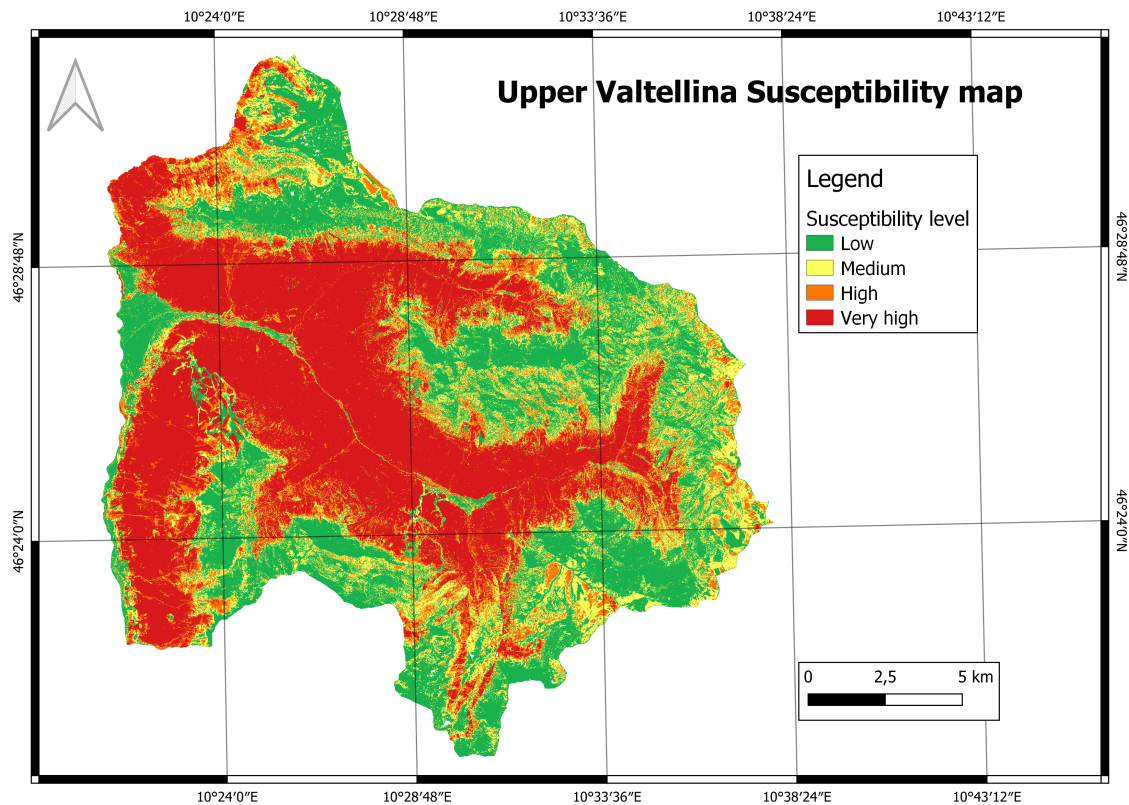 10°24′0″E 10°28′48″E 10°33′36″E 10°38′24″E 10°43′12″E
Upper Valtellina Susceptibility map
Legend
Susceptibility level
Low
Medium
High
Very high
46°28′48″N
46°28′48″N
46°24′0″N
46°24′0″N
0 2,5 5 km
10°24′0″E 10°28′48″E 10°33′36″E 10°38′24″E 10°43′12″E